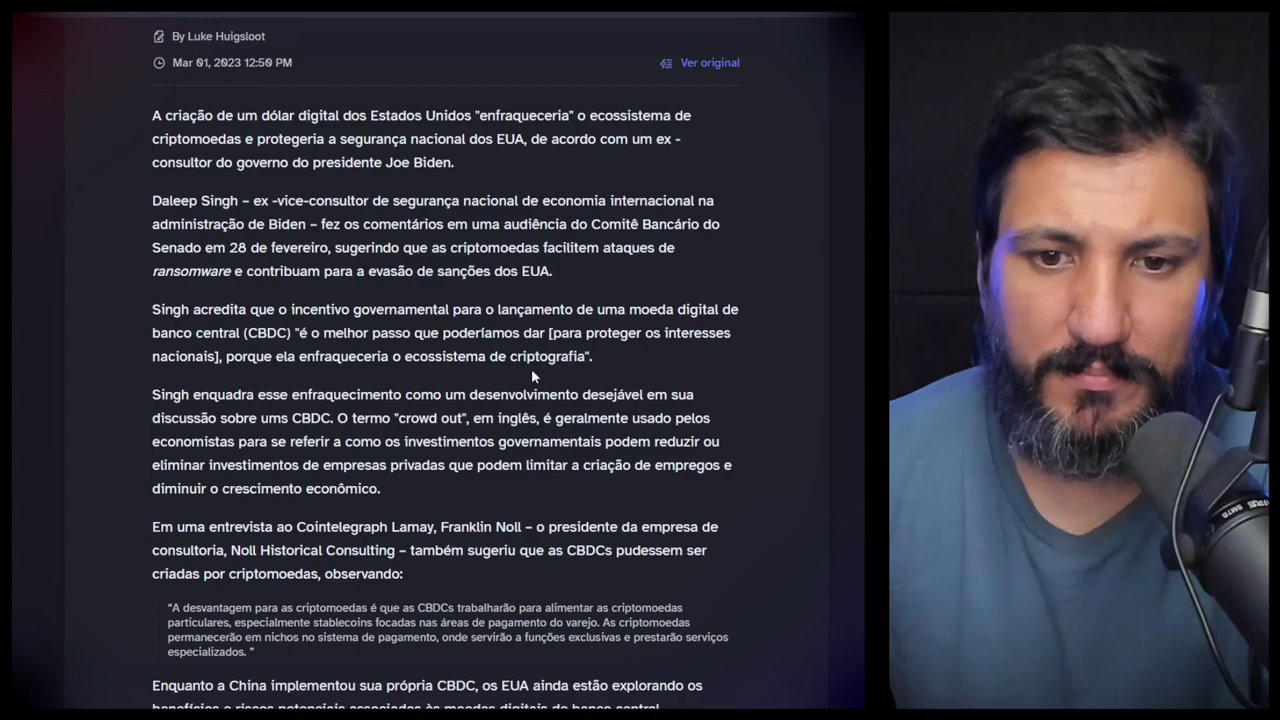 By Luke Huigsloot
Mar 01, 2023 12:50 PM
Ver original
A criação de um dólar digital dos Estados Unidos "enfraqueceria" o ecossistema de
criptomoedas e protegeria a segurança nacional dos EUA, de acordo com um ex -
consultor do governo do presidente Joe Biden.
Daleep Singh – ex -vice-consultor de segurança nacional de economia internacional na
administração de Biden – fez os comentários em uma audiência do Comitê Bancário do
Senado em 28 de fevereiro, sugerindo que as criptomoedas facilitem ataques de
ransomware e contribuam para a evasão de sanções dos EUA.
Singh acredita que o incentivo governamental para o lançamento de uma moeda digital de
banco central (CBDC) "é o melhor passo que poderíamos dar [para proteger os interesses
nacionais], porque ela enfraqueceria o ecossistema de criptografia".
Singh enquadra esse enfraquecimento como um desenvolvimento desejável em sua
discussão sobre ums CBDC. O termo "crowd out", em inglês, é geralmente usado pelos
economistas para se referir a como os investimentos governamentais podem reduzir ou
eliminar investimentos de empresas privadas que podem limitar a criação de empregos e
diminuir o crescimento econômico.
Em uma entrevista ao Cointelegraph Lamay, Franklin Noll – o presidente da empresa de
consultoria, Noll Historical Consulting – também sugeriu que as CBDCs pudessem ser
criadas por criptomoedas, observando:
“A desvantagem para as criptomoedas é que as CBDCs trabalharão para alimentar as criptomoedas
particulares, especialmente stablecoins focadas nas áreas de pagamento do varejo. As criptomoedas
permanecerão em nichos no sistema de pagamento, onde servirão a funções exclusivas e prestarão serviços
especializados. ”
Enquanto a China implementou sua própria CBDC, os EUA ainda estão explorando os
benefícios e riscos potenciais associados às moedas digitais de banco central